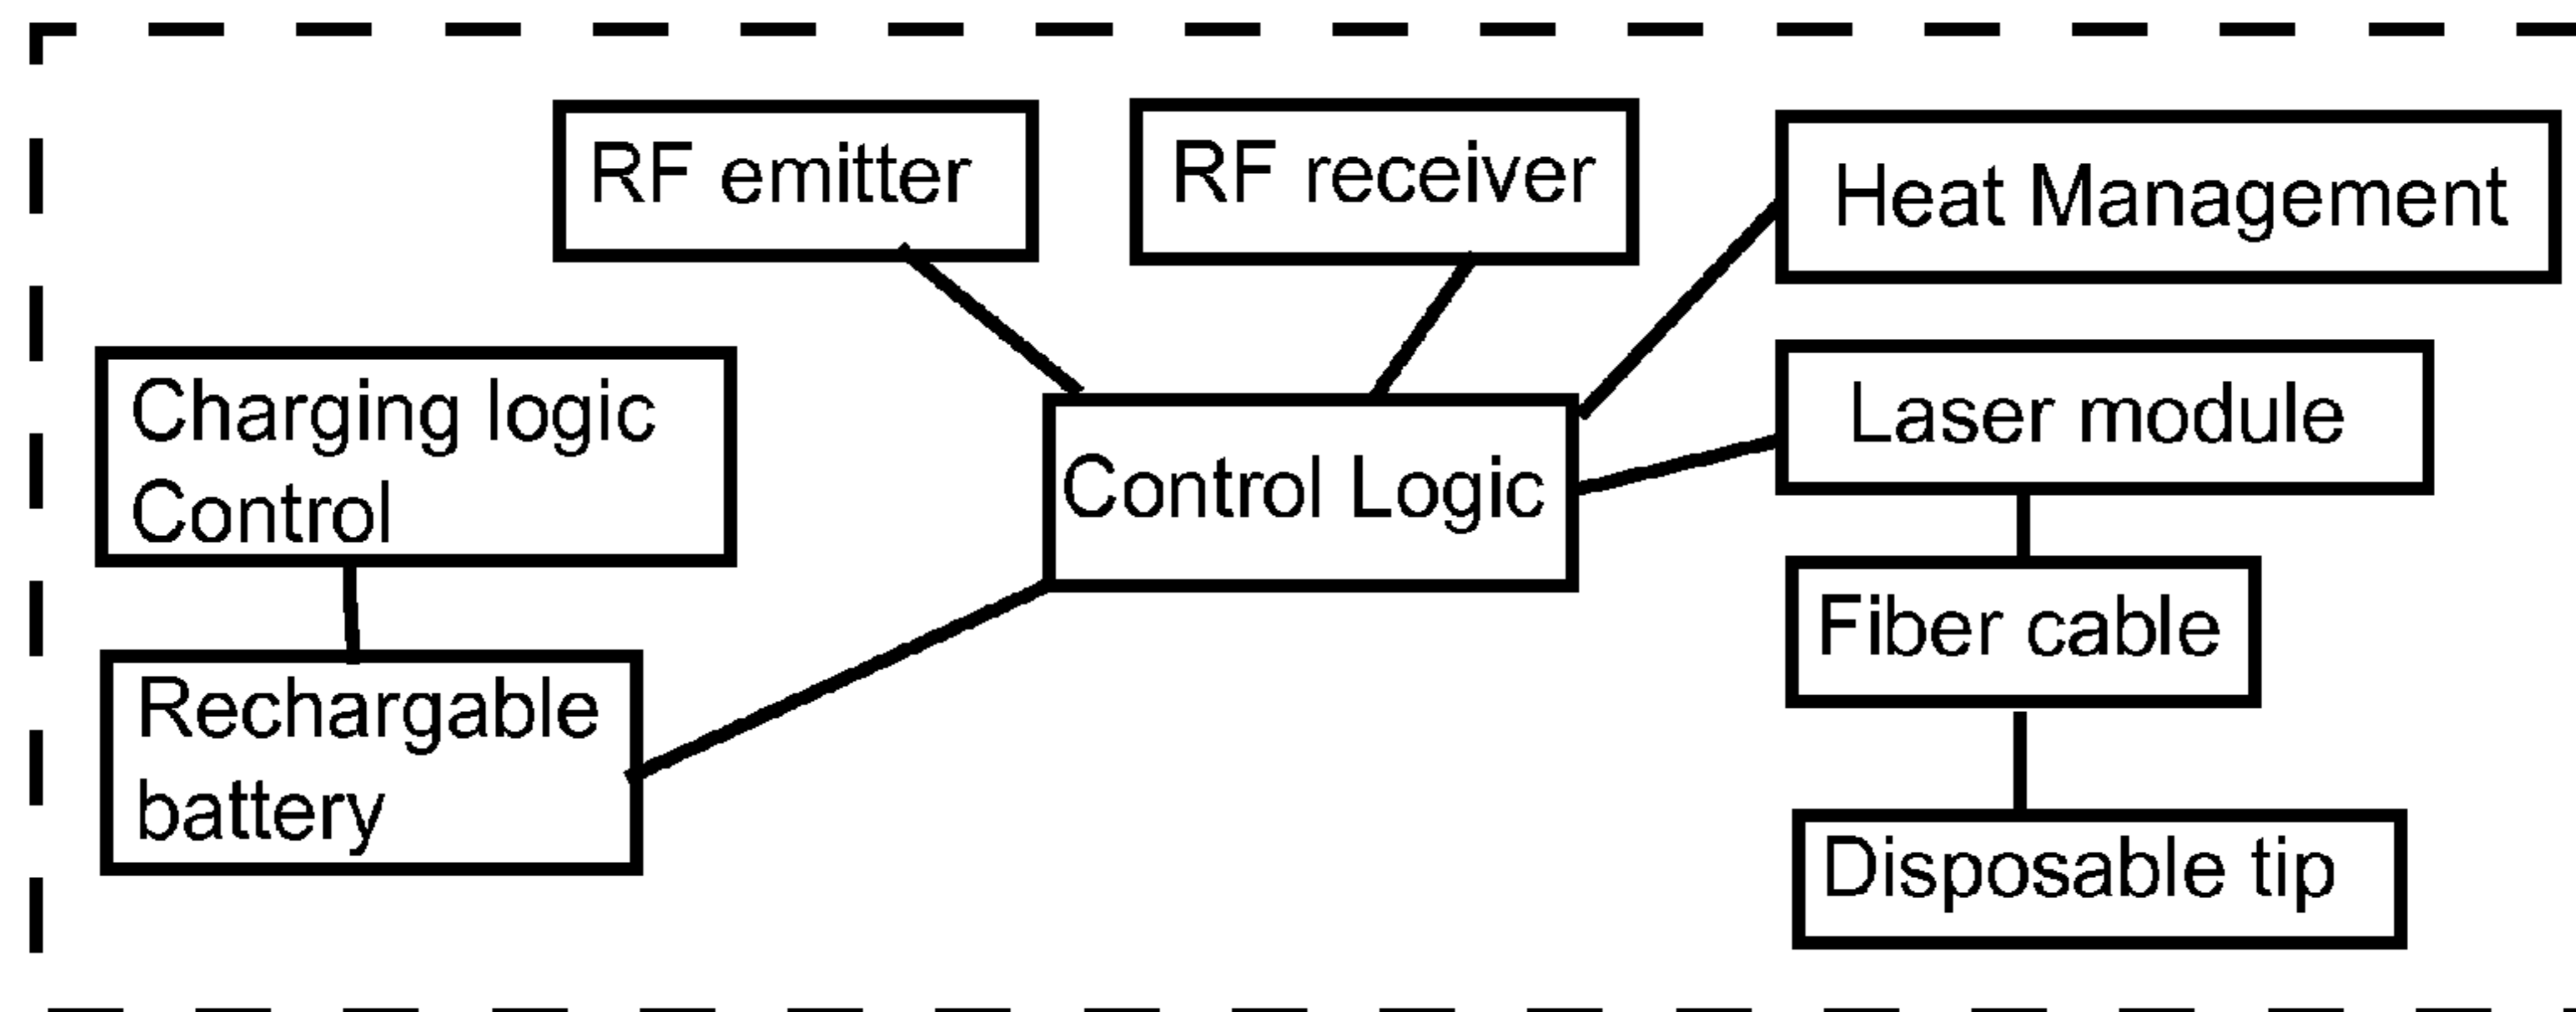 RF emitter
RF receiver
Heat Management
Charging logic
Control
Control Logic
Laser module
Fiber cable
Rechargable
battery
Disposable tip